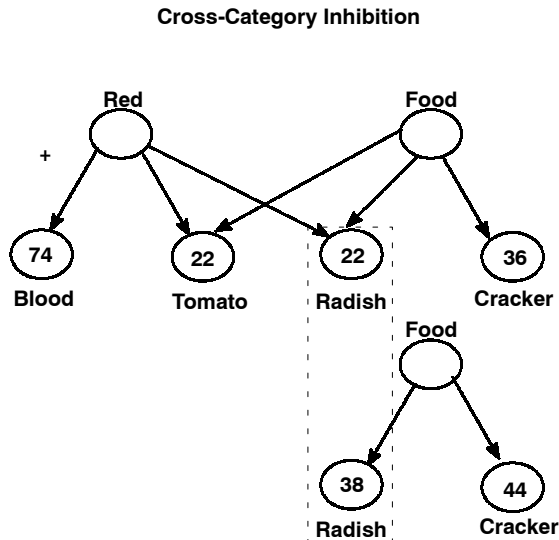 Cross-Category Inhibition
Red Food
+
74 22 22 36
Blood Tomato Radish Cracker
Food
38 44
Radish Cracker